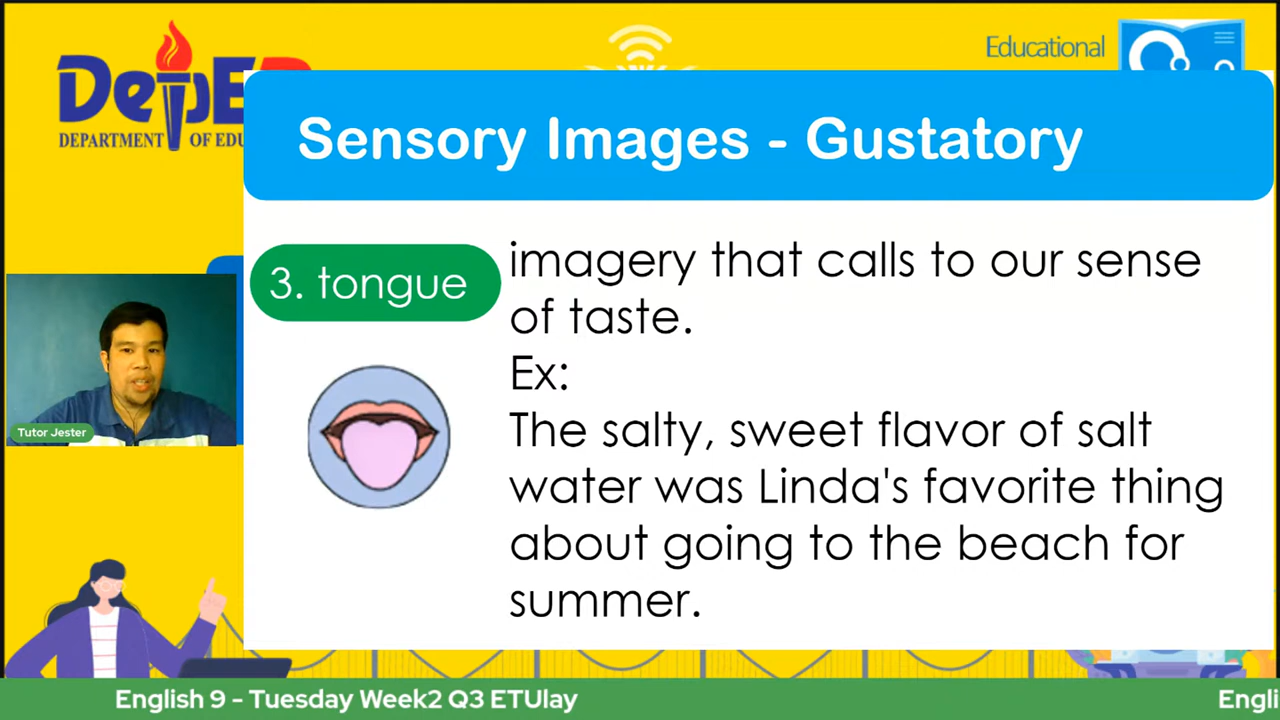 DepED
DEPARTMENT OF EDU
Educational
Sensory Images - Gustatory
3. tongue
imagery that calls to our sense
of taste.
Ex:
The salty, sweet flavor of salt
water was Linda's favorite thing
about going to the beach for
summer.
Tutor Jester
English 9 - Tuesday Week2 Q3 ETUlay
Engli